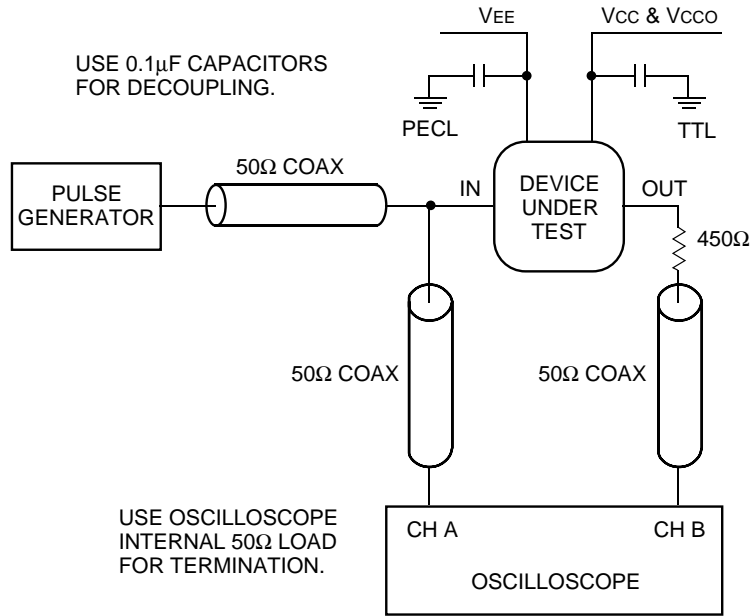 VEE
VCC & VCCO
USE 0.1μF CAPACITORS
FOR DECOUPLING.
PECL
TTL
50Ω COAX
PULSE
GENERATOR
IN
DEVICE
UNDER
TEST
OUT
450Ω
50Ω COAX
50Ω COAX
USE OSCILLOSCOPE
INTERNAL 50Ω LOAD
FOR TERMINATION.
CH A
CH B
OSCILLOSCOPE